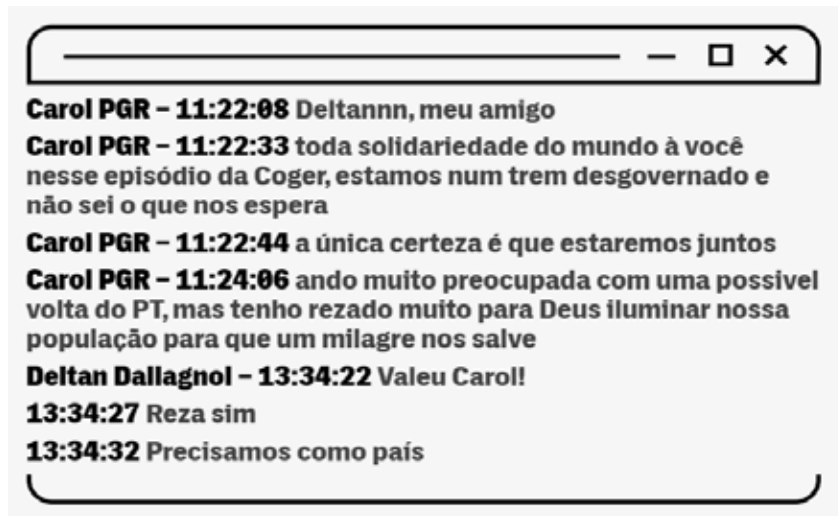 Carol PGR – 11:22:08 Deltannn, meu amigo
Carol PGR – 11:22:33 toda solidariedade do mundo à você
nesse episódio da Coger, estamos num trem desgovernado e
não sei o que nos espera
Carol PGR – 11:22:44 a única certeza é que estaremos juntos
Carol PGR – 11:24:06 ando muito preocupada com uma possivel
volta do PT, mas tenho rezado muito para Deus iluminar nossa
população para que um milagre nos salve
Deltan Dallagnol – 13:34:22 Valeu Carol!
13:34:27 Reza sim
13:34:32 Precisamos como país